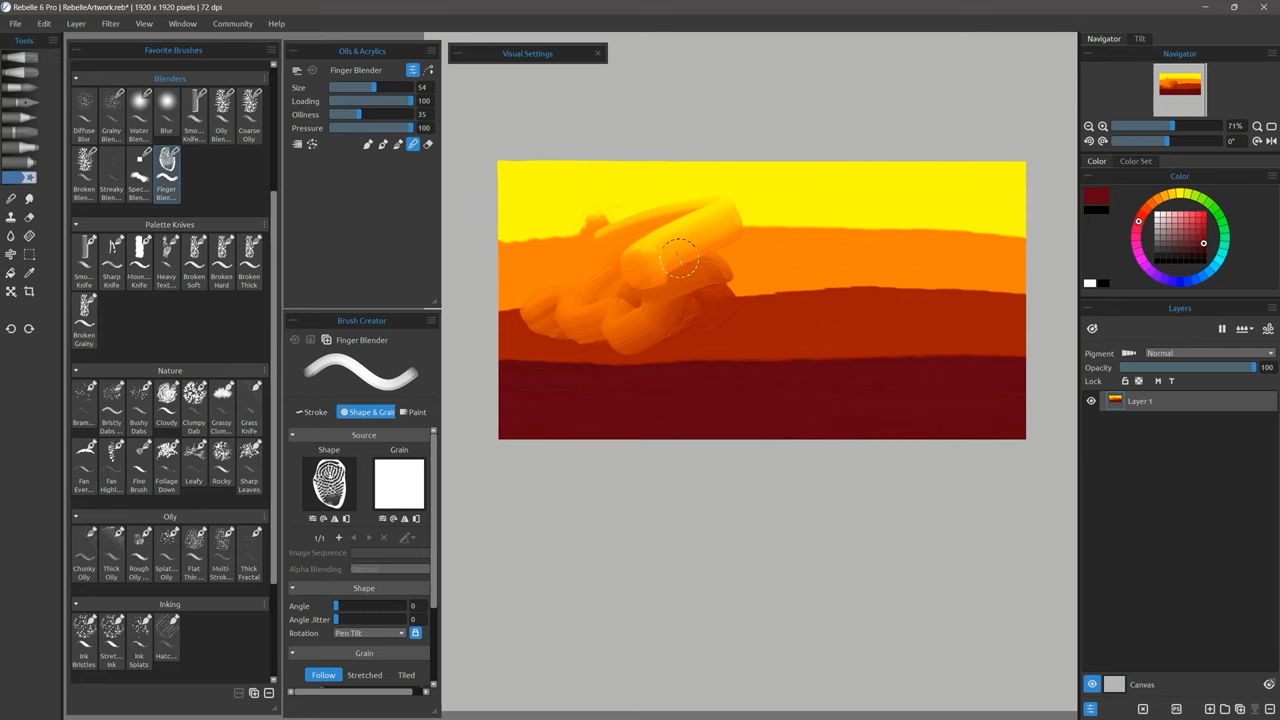 Rebelle 6 Pro | RebelleArtwork.reb* | 1920 x 1920 pixels | 72 dpi
File Edit Layer Filter View Window Community Help
Tools
Favorite Brushes
Blenders
Diffuse Blur
Grainy Blen...
Water Blen...
Blur
Smo... Knife...
Oily Blen...
Coarse Oily
Broken Blen...
Streaky Blen...
Spec... Blen...
Finger Blen...
Palette Knives
Smo... Knife
Sharp Knife
Moun... Knife
Heavy Text...
Broken Soft
Broken Hard
Broken Thick
Broken Grainy
Nature
Bram...
Bristly Dabs ...
Bushy Dabs
Cloudy
Clumpy Dab
Grassy Clum...
Grass Knife
Fan Ever...
Fan Highl...
Fine Brush
Foliage Down
Leafy
Rocky
Sharp Leaves
Oily
Chunky Oily
Thick Oily
Rough Oily ...
Splat... Oily
Flat Thin ...
Multi- Strok...
Thick Fractal
Inking
Ink Bristles
Stret... Ink
Ink Splats
Hatc...
Oils & Acrylics
Finger Blender
Size 54
Loading 100
Oiliness 35
Pressure 100
Brush Creator
Finger Blender
Stroke Shape & Grai Paint
Source
Shape Grain
1/1
Image Sequence
Alpha Blending Normal
Shape
Angle 0
Angle Jitter 0
Rotation Pen Tilt
Grain
Follow Stretched Tiled
Visual Settings
Navigator Tilt
Navigator
71%
0°
Color Color Set
Color
Layers
Pigment Normal
Opacity 100
Lock M T
Layer 1
PS
Canvas